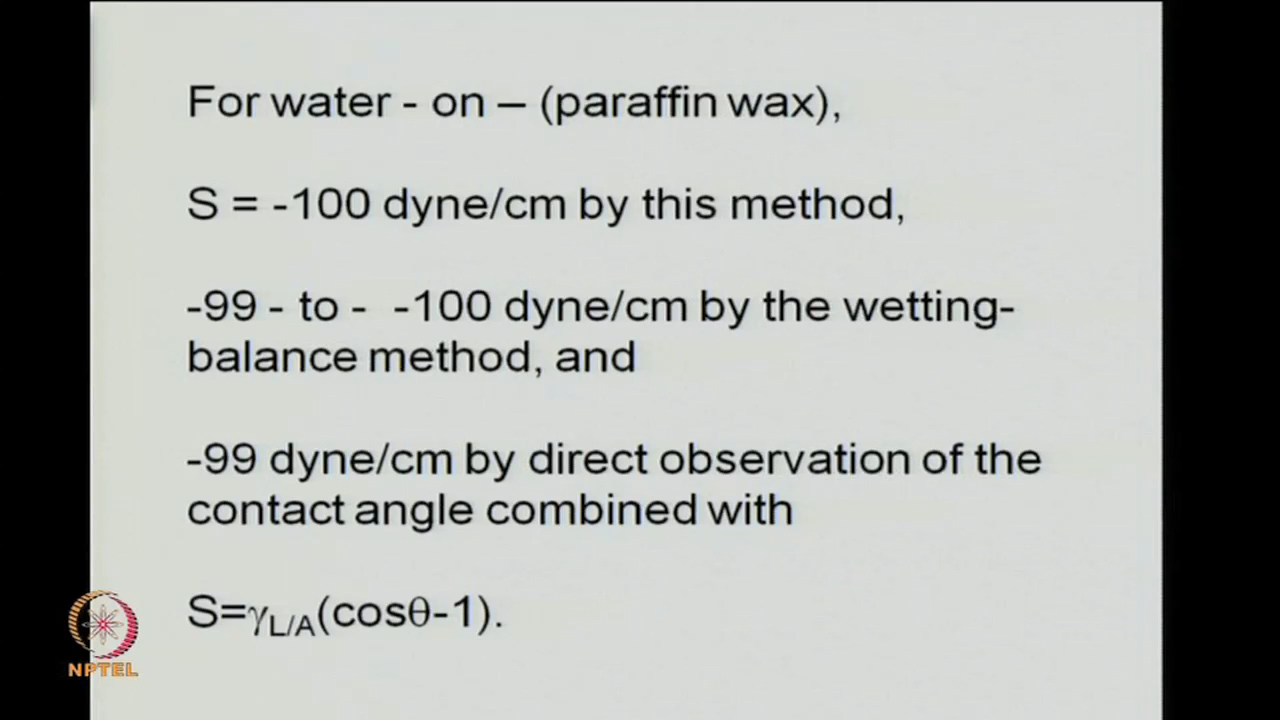 For water - on – (paraffin wax),
S = -100 dyne/cm by this method,
-99 - to - -100 dyne/cm by the wetting-
balance method, and
-99 dyne/cm by direct observation of the
contact angle combined with
S=γL/A(cosθ-1).
NPTEL